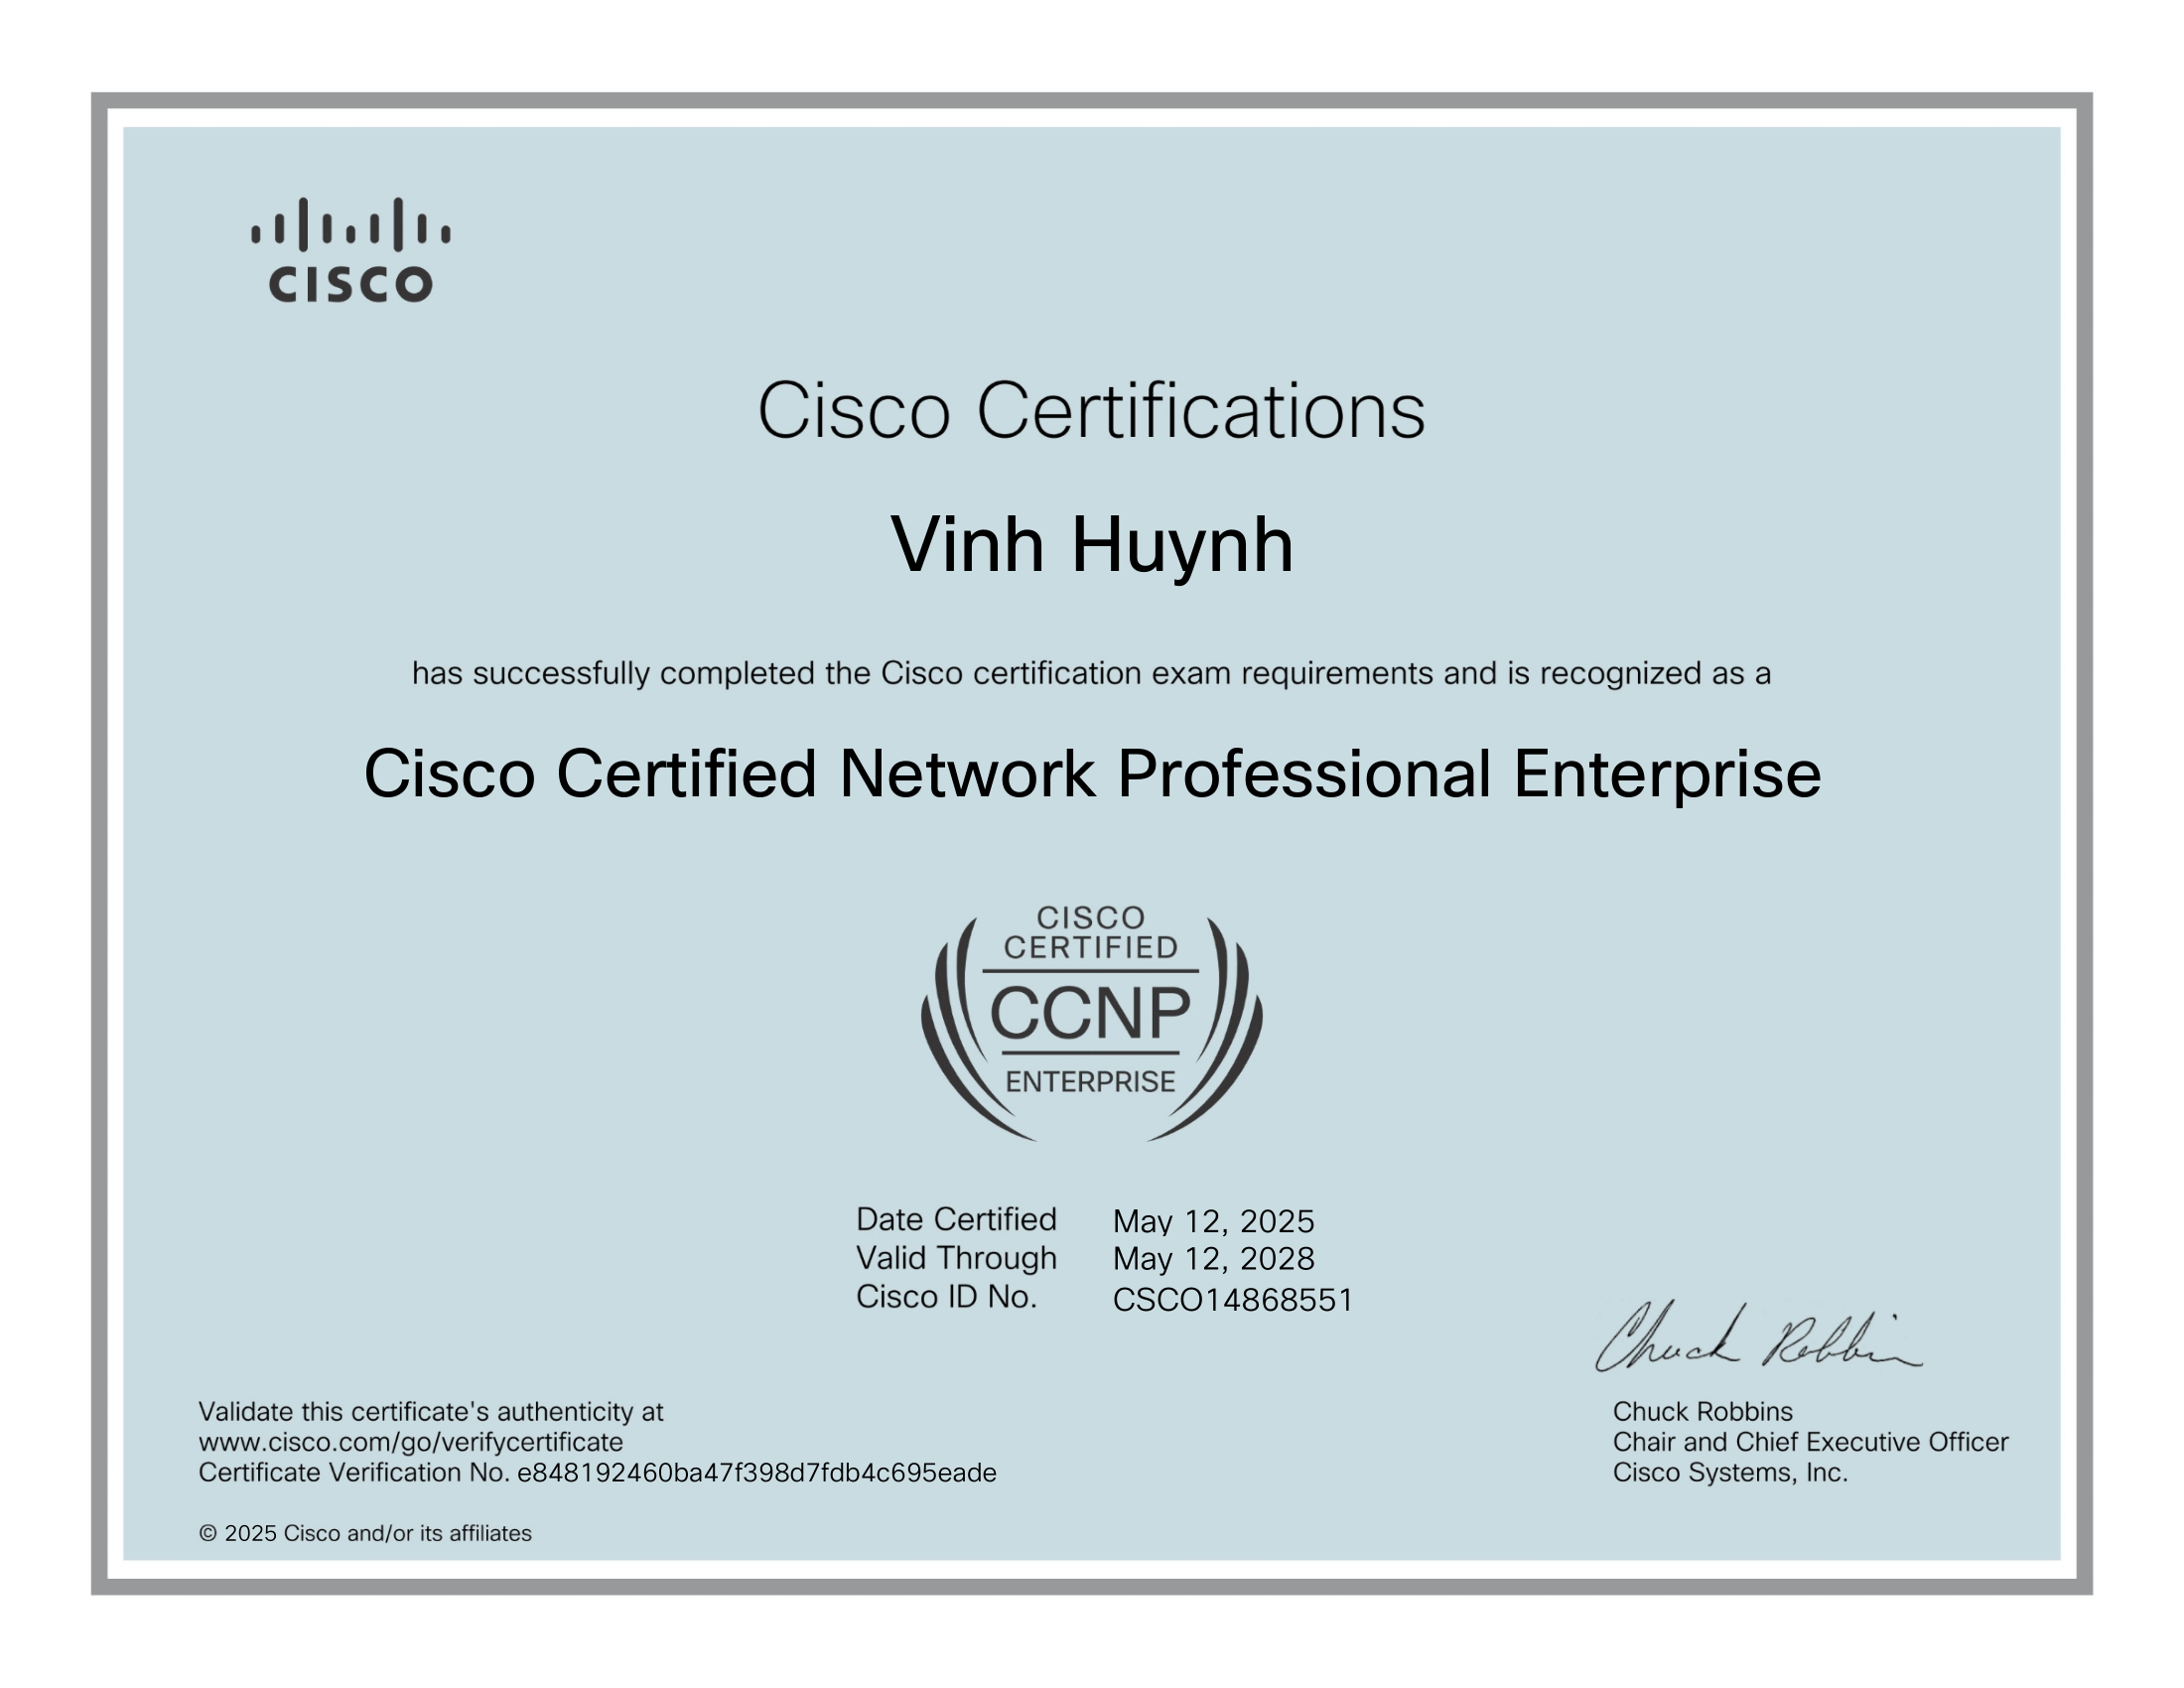 CISCO
Cisco Certifications
Vinh Huynh
has successfully completed the Cisco certification exam requirements and is recognized as a
Cisco Certified Network Professional Enterprise
CISCO
CERTIFIED
CCNP
ENTERPRISE
Date Certified May 12, 2025
Valid Through May 12, 2028
Cisco ID No. CSCO14868551
Chuck Robbins
Validate this certificate's authenticity at
www.cisco.com/go/verifycertificate
Certificate Verification No. e848192460ba47f398d7fdb4c695eade
Chuck Robbins
Chair and Chief Executive Officer
Cisco Systems, Inc.
© 2025 Cisco and/or its affiliates